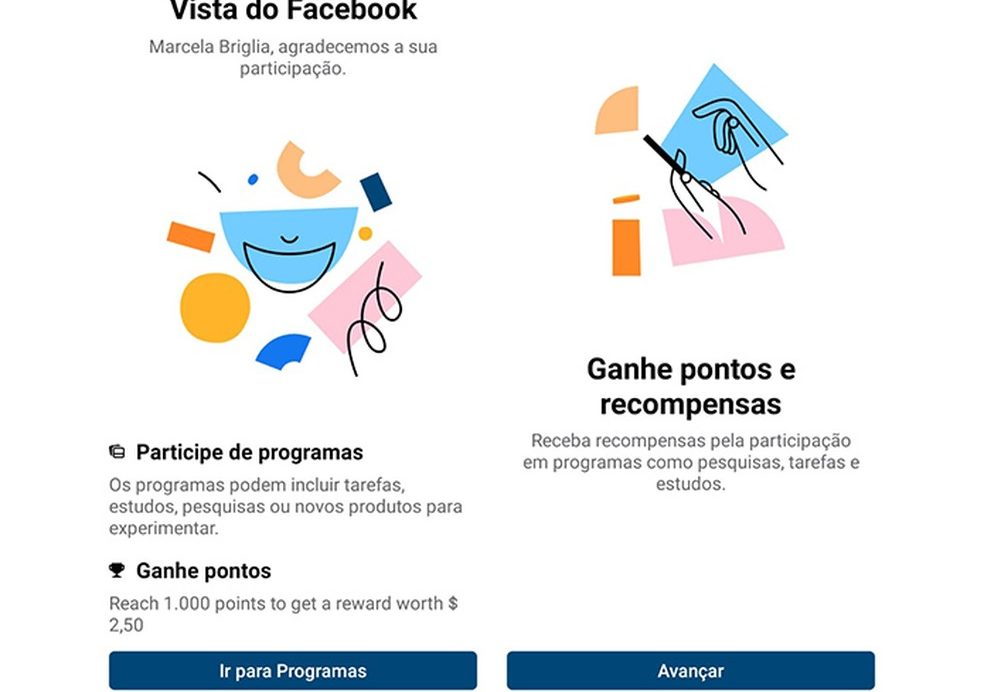 Vista do Facebook
Marcela Briglia, agradecemos a sua
participação.
Participe de programas
Os programas podem incluir tarefas,
estudos, pesquisas ou novos produtos para
experimentar.
Ganhe pontos
Reach 1.000 points to get a reward worth $
2,50
Ir para Programas
Ganhe pontos e
recompensas
Receba recompensas pela participação
em programas como pesquisas, tarefas e
estudos.
Avançar